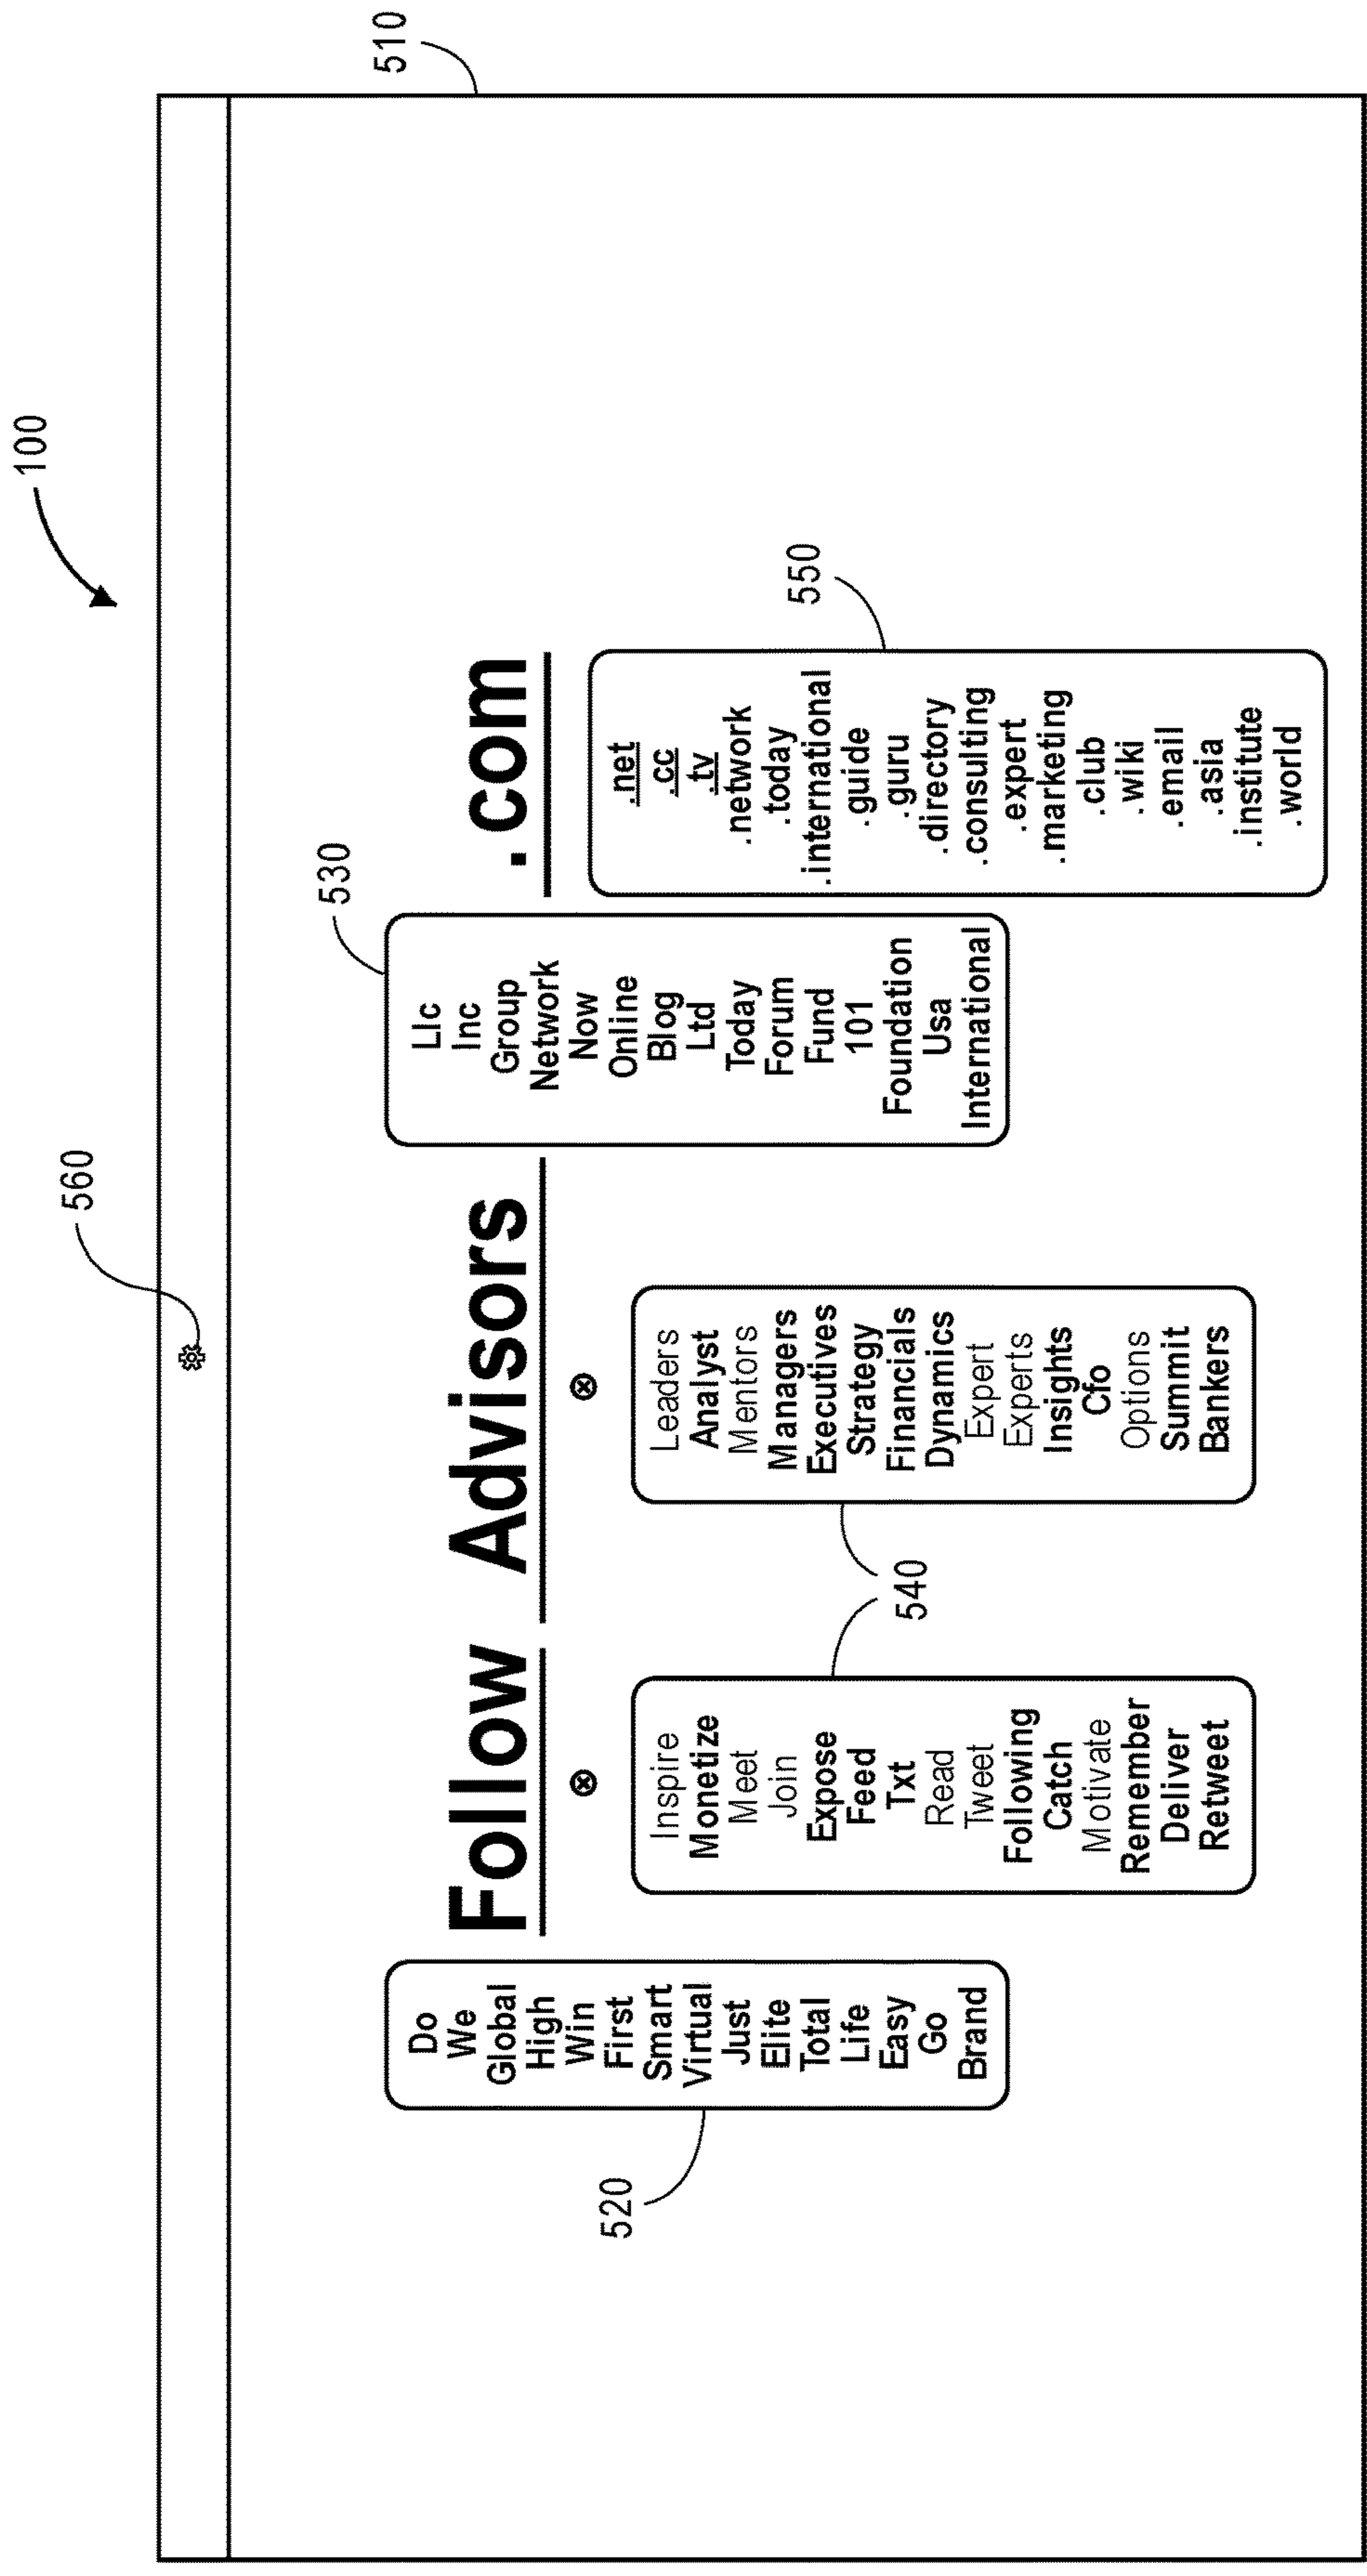 100
560
510
530
Follow Advisors .com
520
Do
We
Global
High
Win
First
Smart
Virtual
Just
Elite
Total
Life
Easy
Go
Brand
⊗
Inspire
Monetize
Meet
Join
Expose
Feed
Txt
Read
Tweet
Following
Catch
Motivate
Remember
Deliver
Retweet
540
⊗
Leaders
Analyst
Mentors
Managers
Executives
Strategy
Financials
Dynamics
Expert
Experts
Insights
Cfo
Options
Summit
Bankers
Llc
Inc
Group
Network
Now
Online
Blog
Ltd
Today
Forum
Fund
101
Foundation
Usa
International
550
.net
.cc
.tv
.network
.today
.international
.guide
.guru
.directory
.consulting
.expert
.marketing
.club
.wiki
.email
.asia
.institute
.world